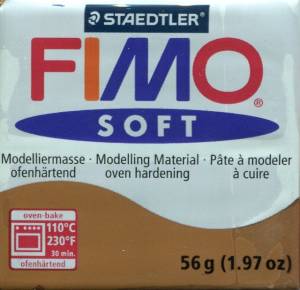 STAEDTLER®
FIMO®
SOFT
Modelliermasse · Modelling Material · Pâte à modeler
ofenhärtend oven hardening à cuire
oven-bake
110°C
230°F
30 min.
ofenhärtend
56 g (1.97 oz)